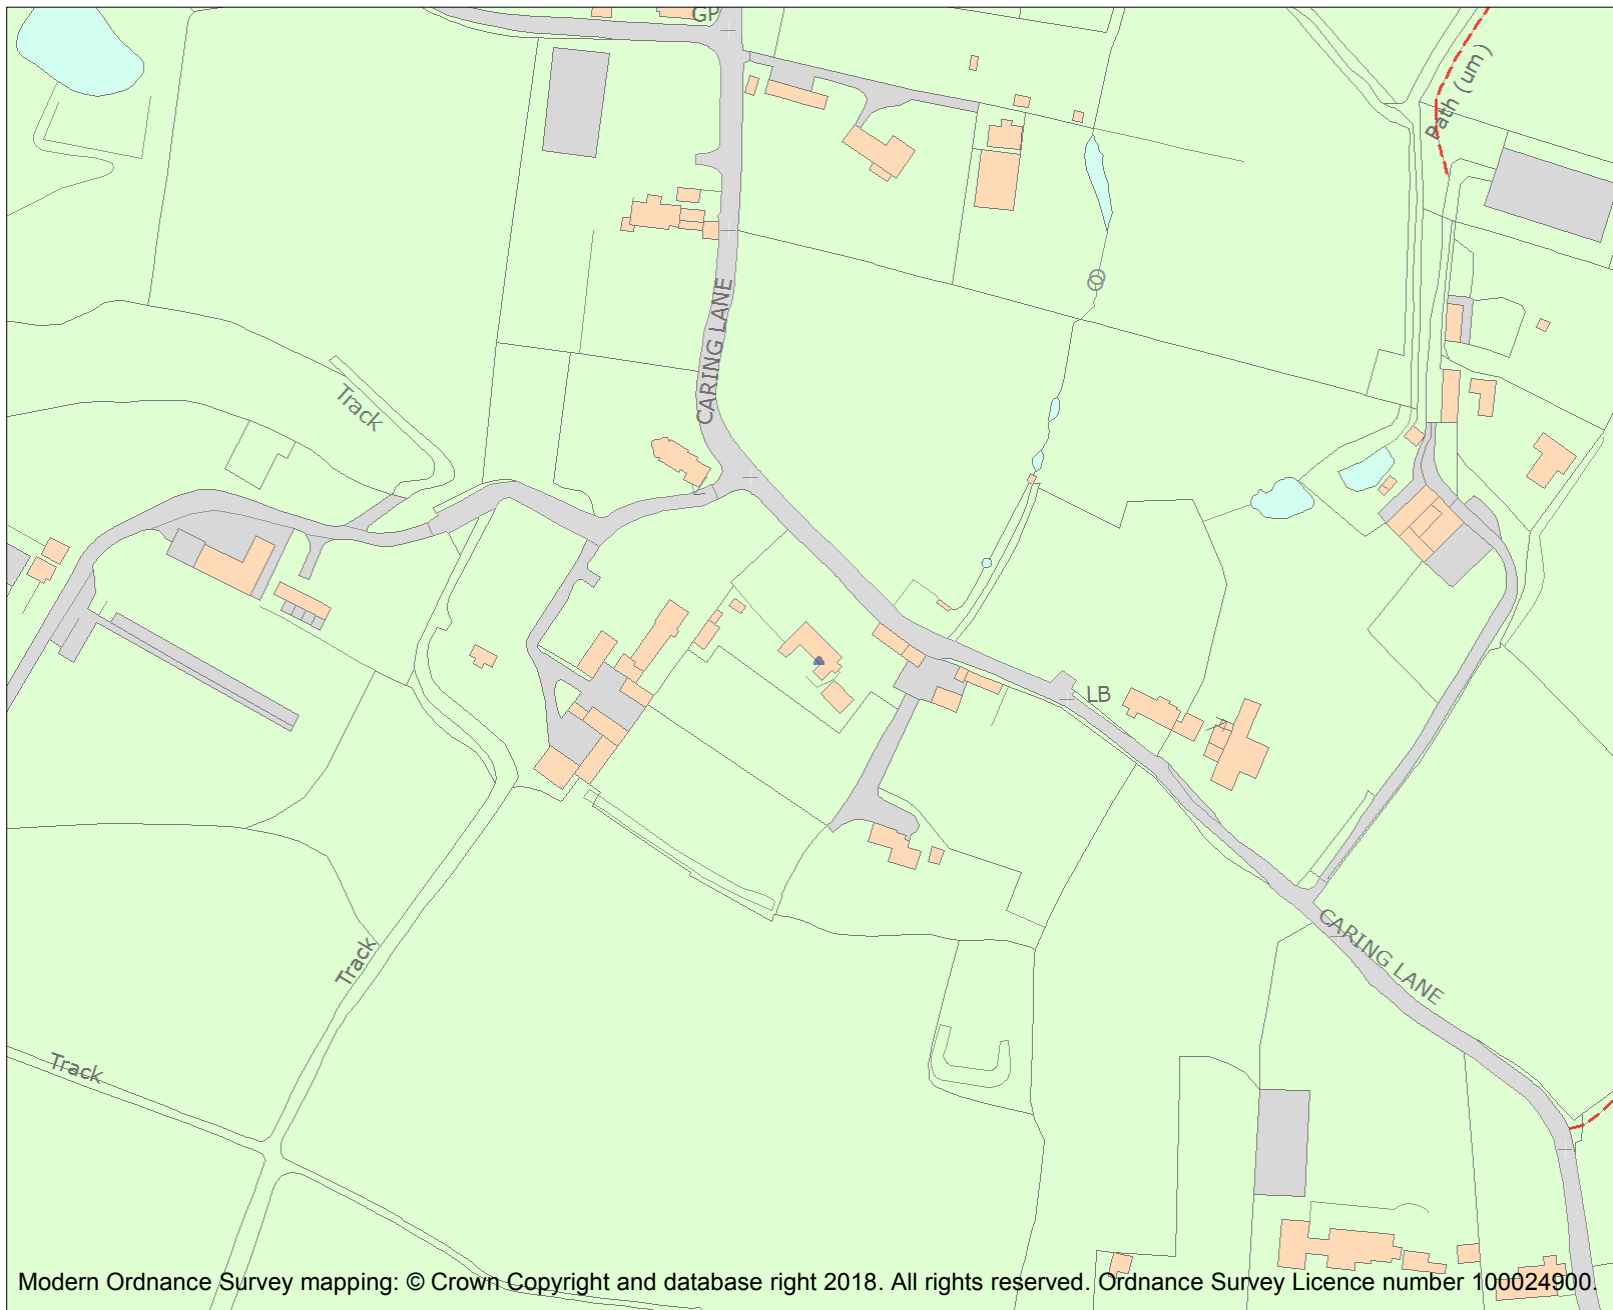 GP
Path (um)
CARING LANE
Track
LB
CARING LANE
Track
Track
Modern Ordnance Survey mapping: © Crown Copyright and database right 2018. All rights reserved. Ordnance Survey Licence number 100024900.